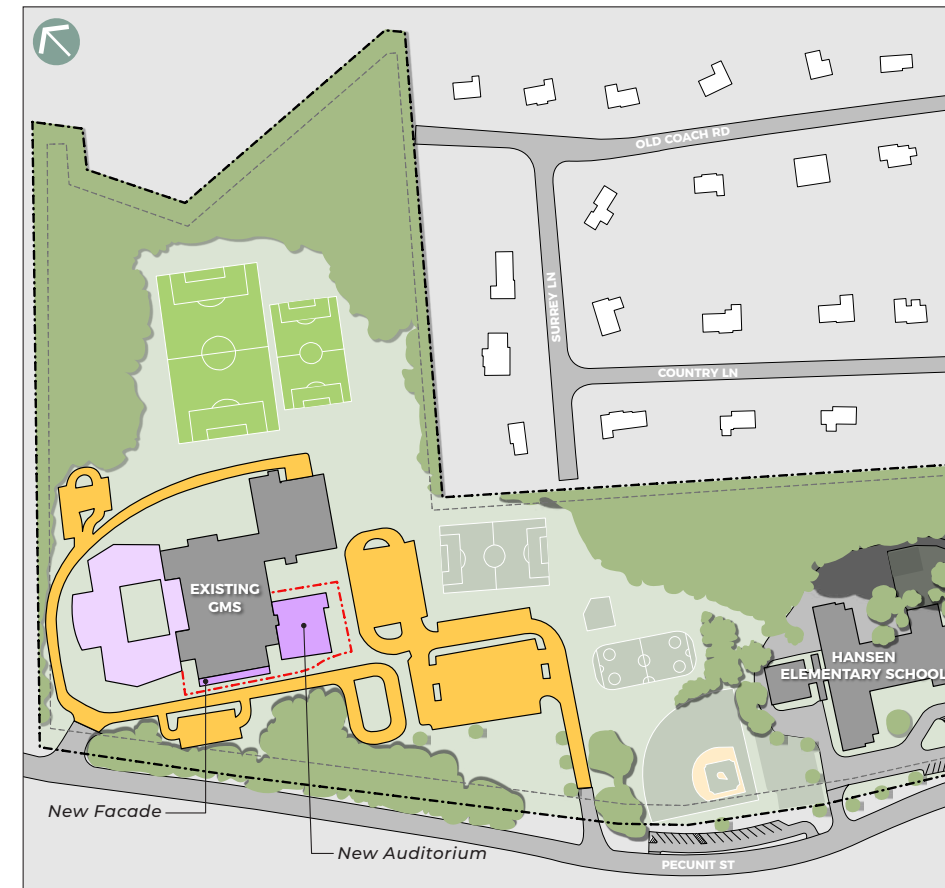 OLD COACH RD
SURREY LN
COUNTRY LN
EXISTING
GMS
HANSEN
ELEMENTARY SCHOOL
New Facade
New Auditorium
PECUNIT ST